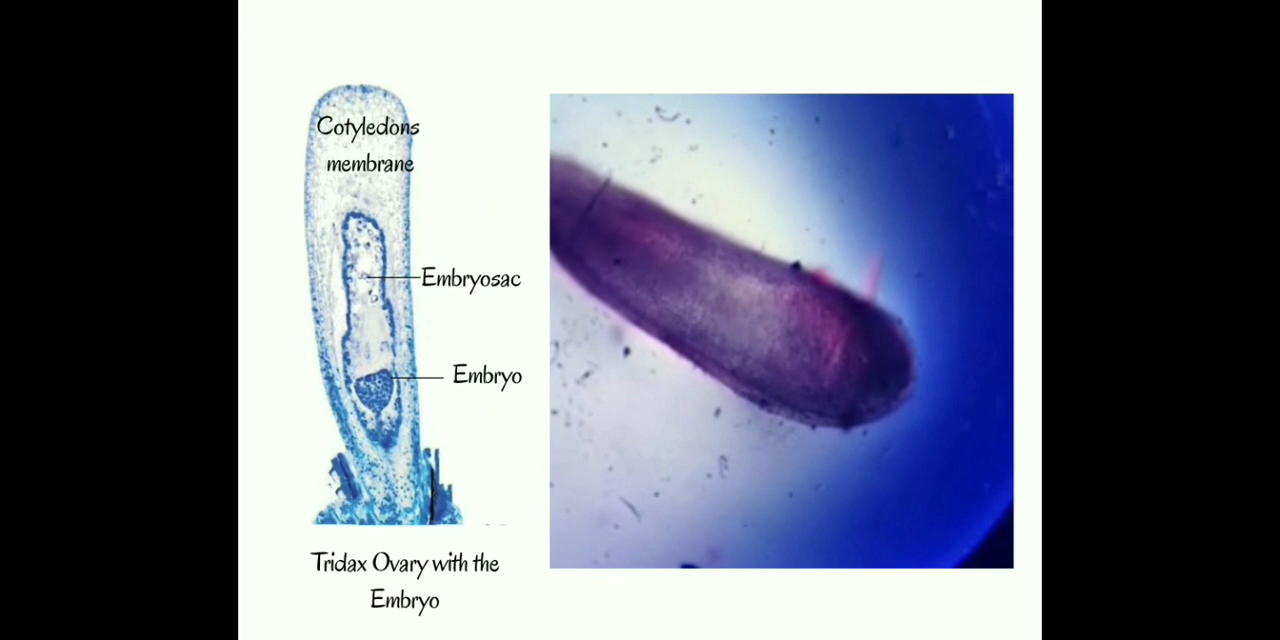 Cotyledons
membrane
Embryosac
Embryo
Tridax Ovary with the
Embryo